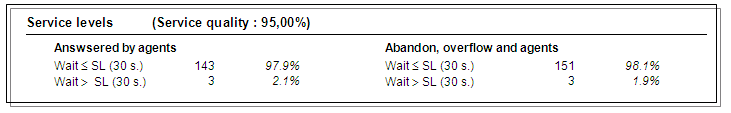 Service levels (Service quality : 95,00%)
Answsered by agents Abandon, overflow and agents
Wait ≤ SL (30 s.) 143 97.9% Wait ≤ SL (30 s.) 151 98.1%
Wait > SL (30 s.) 3 2.1% Wait > SL (30 s.) 3 1.9%